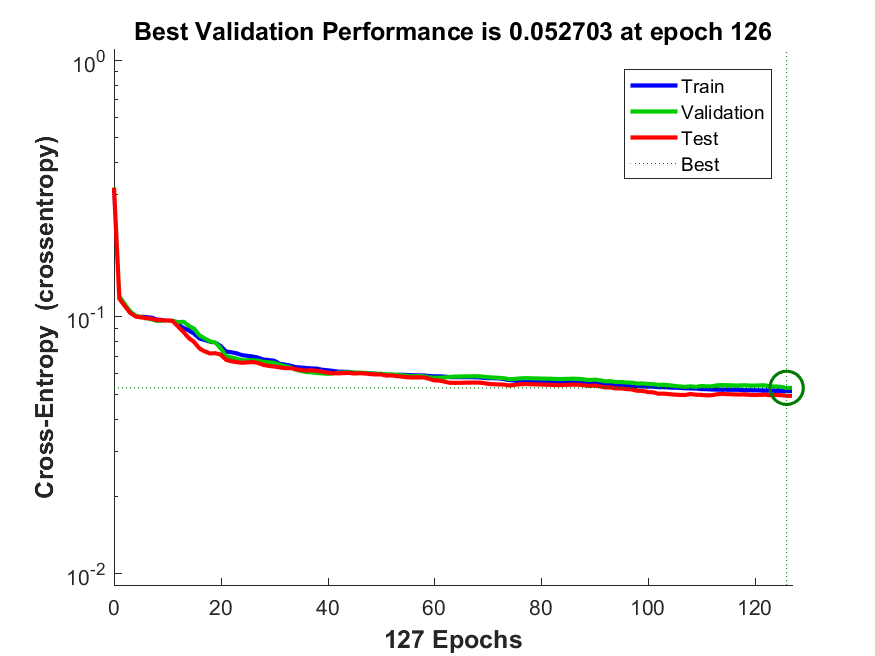 Best Validation Performance is 0.052703 at epoch 126
Cross-Entropy (crossentropy)
10^0
10^-1
10^-2
Train
Validation
Test
Best
0 20 40 60 80 100 120
127 Epochs